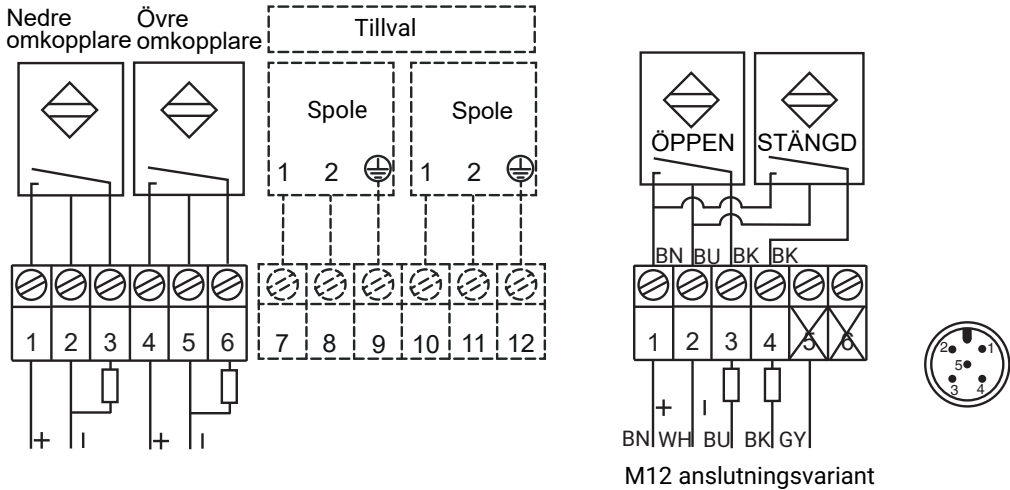 Nedre omkopplare
Övre omkopplare
Tillval
Spole
1 2
Spole
1 2
1 2 3 4 5 6
7 8 9 10 11 12
+ - + -
ÖPPEN
STÄNGD
BN BU BK BK
1 2 3 4 5 6
+ -
BN WH BU BK GY
M12 anslutningsvariant
2 1
5
3 4